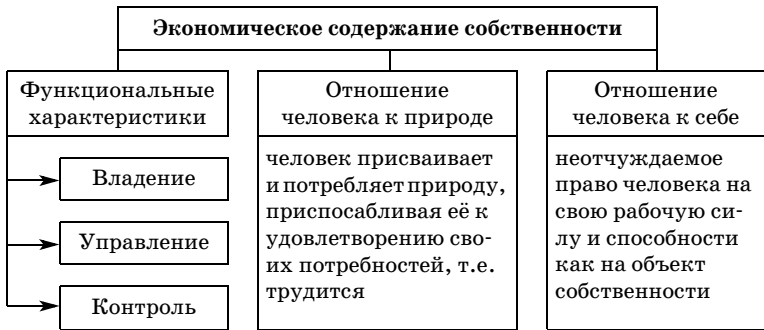 Экономическое содержание собственности
Функциональные
характеристики
Владение
Управление
Контроль
Отношение
человека к природе
человек присваивает
и потребляет природу,
приспосабливая её к
удовлетворению сво-
их потребностей, т.е.
трудится
Отношение
человека к себе
неотчуждаемое
право человека на
свою рабочую си-
лу и способности
как на объект
собственности